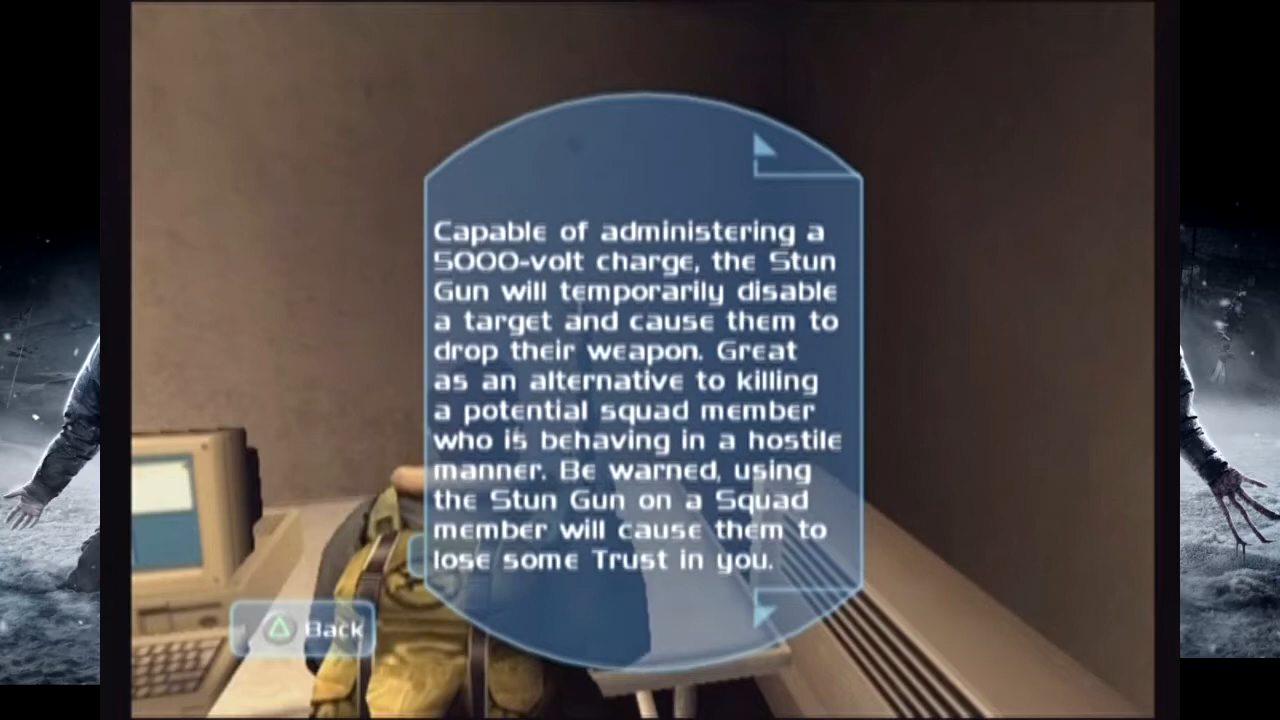 Capable of administering a
5000-volt charge, the Stun
Gun will temporarily disable
a target and cause them to
drop their weapon. Great
as an alternative to killing
a potential squad member
who is behaving in a hostile
manner. Be warned, using
the Stun Gun on a Squad
member will cause them to
lose some Trust in you.
Back